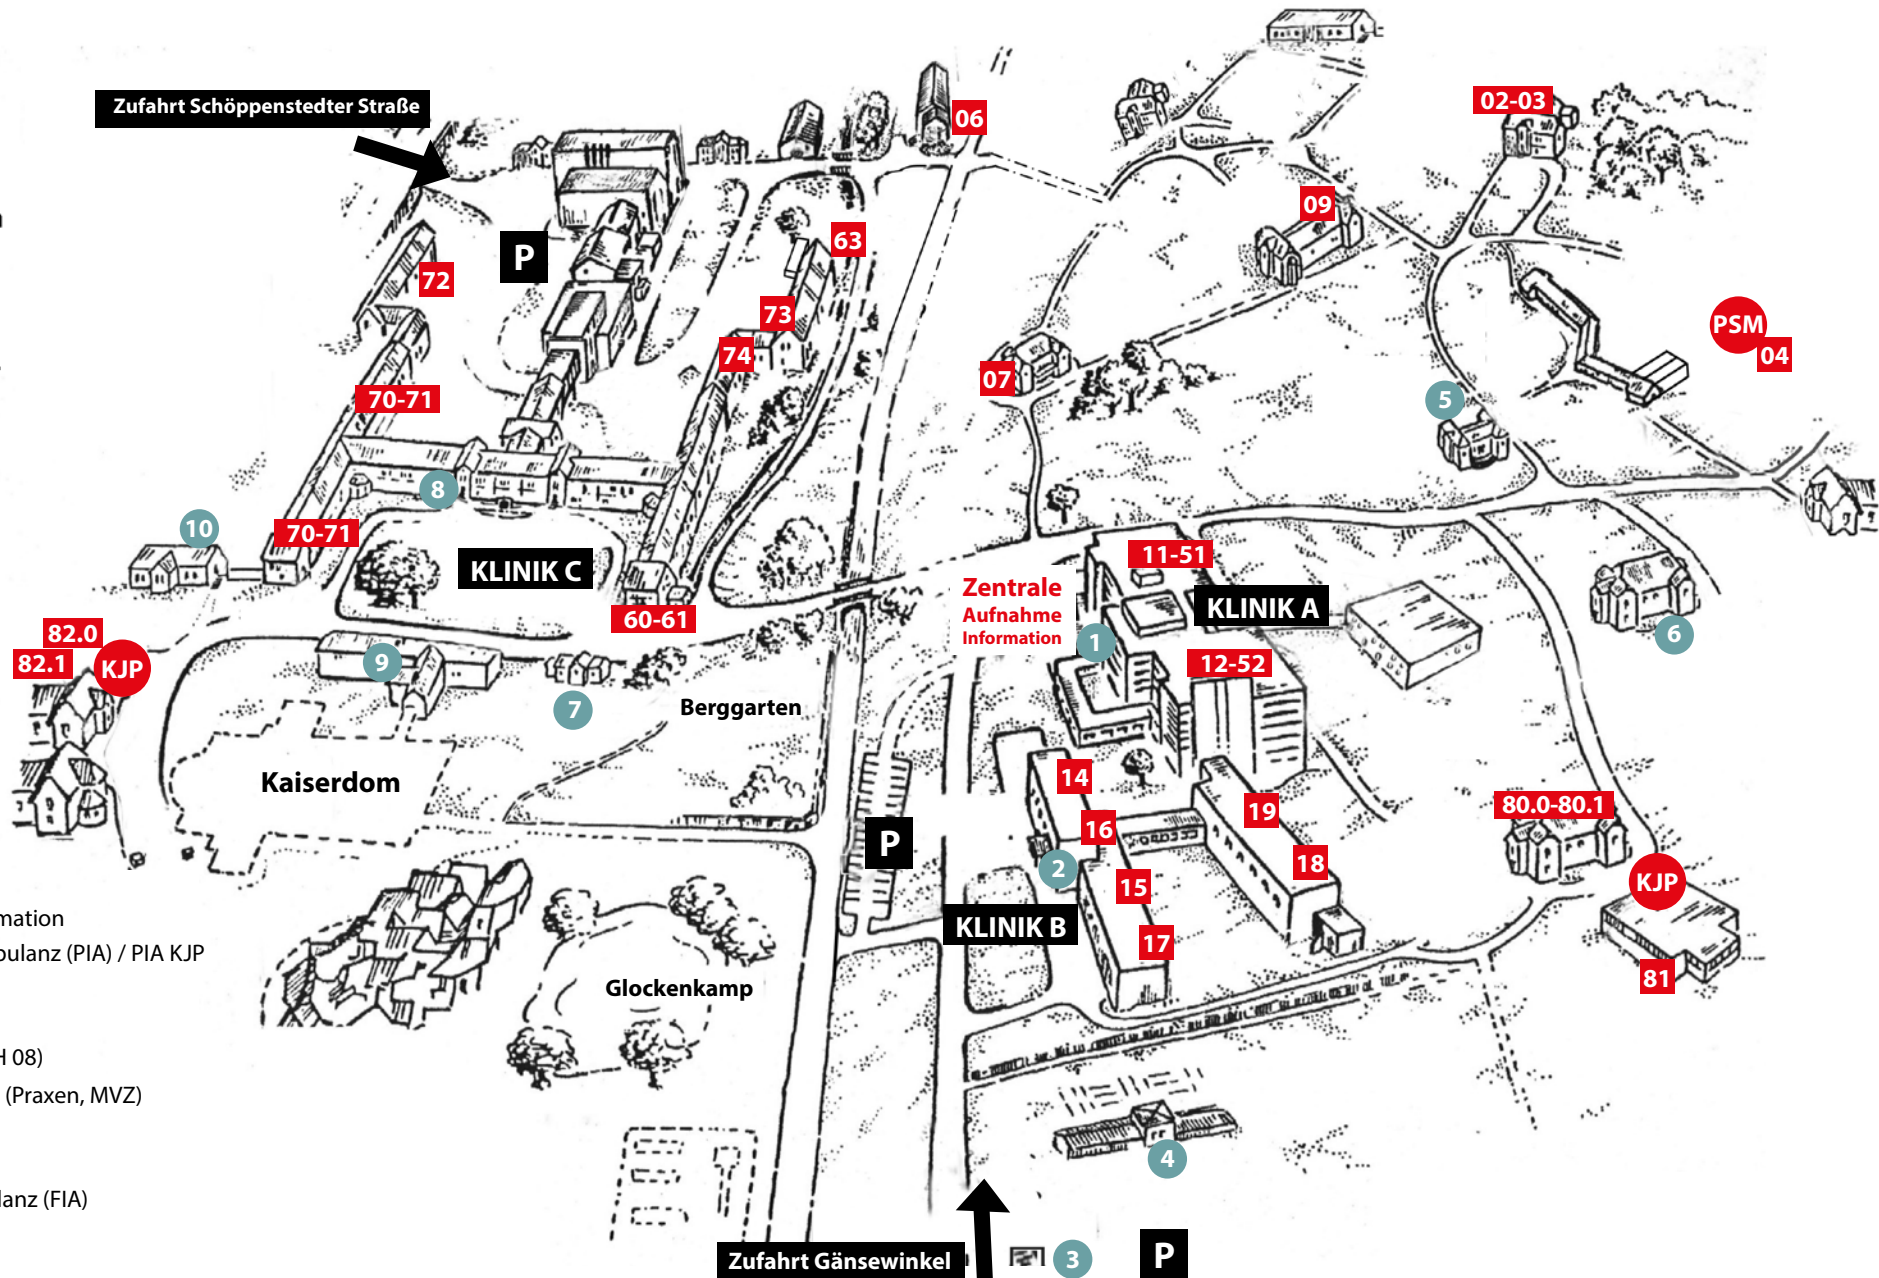 Zufahrt Schöppenstedter Straße
02-03
06
09
63
P
72
73
PSM
74
04
07
70-71
5
8
10
70-71
11-51
KLINIK C
Zentrale
Aufnahme
Information
KLINIK A
60-61
82.0
1
6
82.1
KJP
9
12-52
7
Berggarten
Kaiserdom
14
19
80.0-80.1
16
P
2
18
15
KJP
KLINIK B
17
81
Glockenkamp
mation
bulanz (PIA) / PIA KJP
H 08)
(Praxen, MVZ)
lanz (FIA)
4
Zufahrt Gänsewinkel
3
P